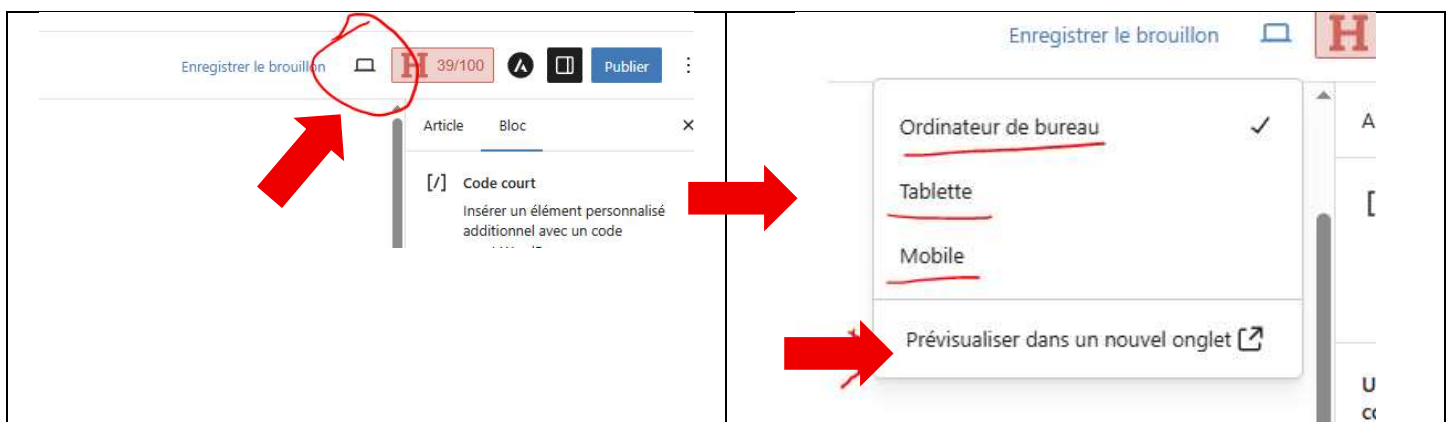 Enregistrer le brouillon
H 39/100
Publier
Article Bloc
[/] Code court
Insérer un élément personnalisé
additionnel avec un code
Enregistrer le brouillon
H
Ordinateur de bureau
A
Tablette
[
Mobile
Prévisualiser dans un nouvel onglet
U